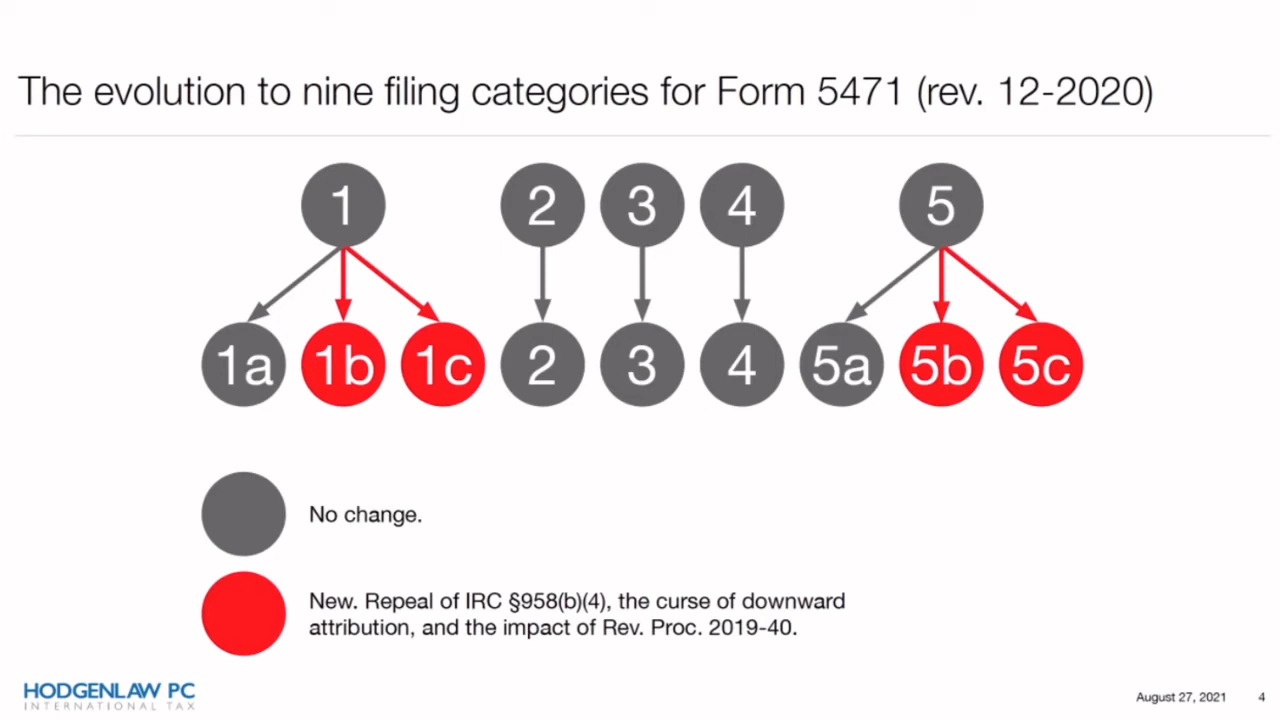 The evolution to nine filing categories for Form 5471 (rev. 12-2020)
1 2 3 4 5
1a 1b 1c 2 3 4 5a 5b 5c
No change.
New. Repeal of IRC §958(b)(4), the curse of downward
attribution, and the impact of Rev. Proc. 2019-40.
HODGENLAW PC
INTERNATIONAL TAX
August 27, 2021 4